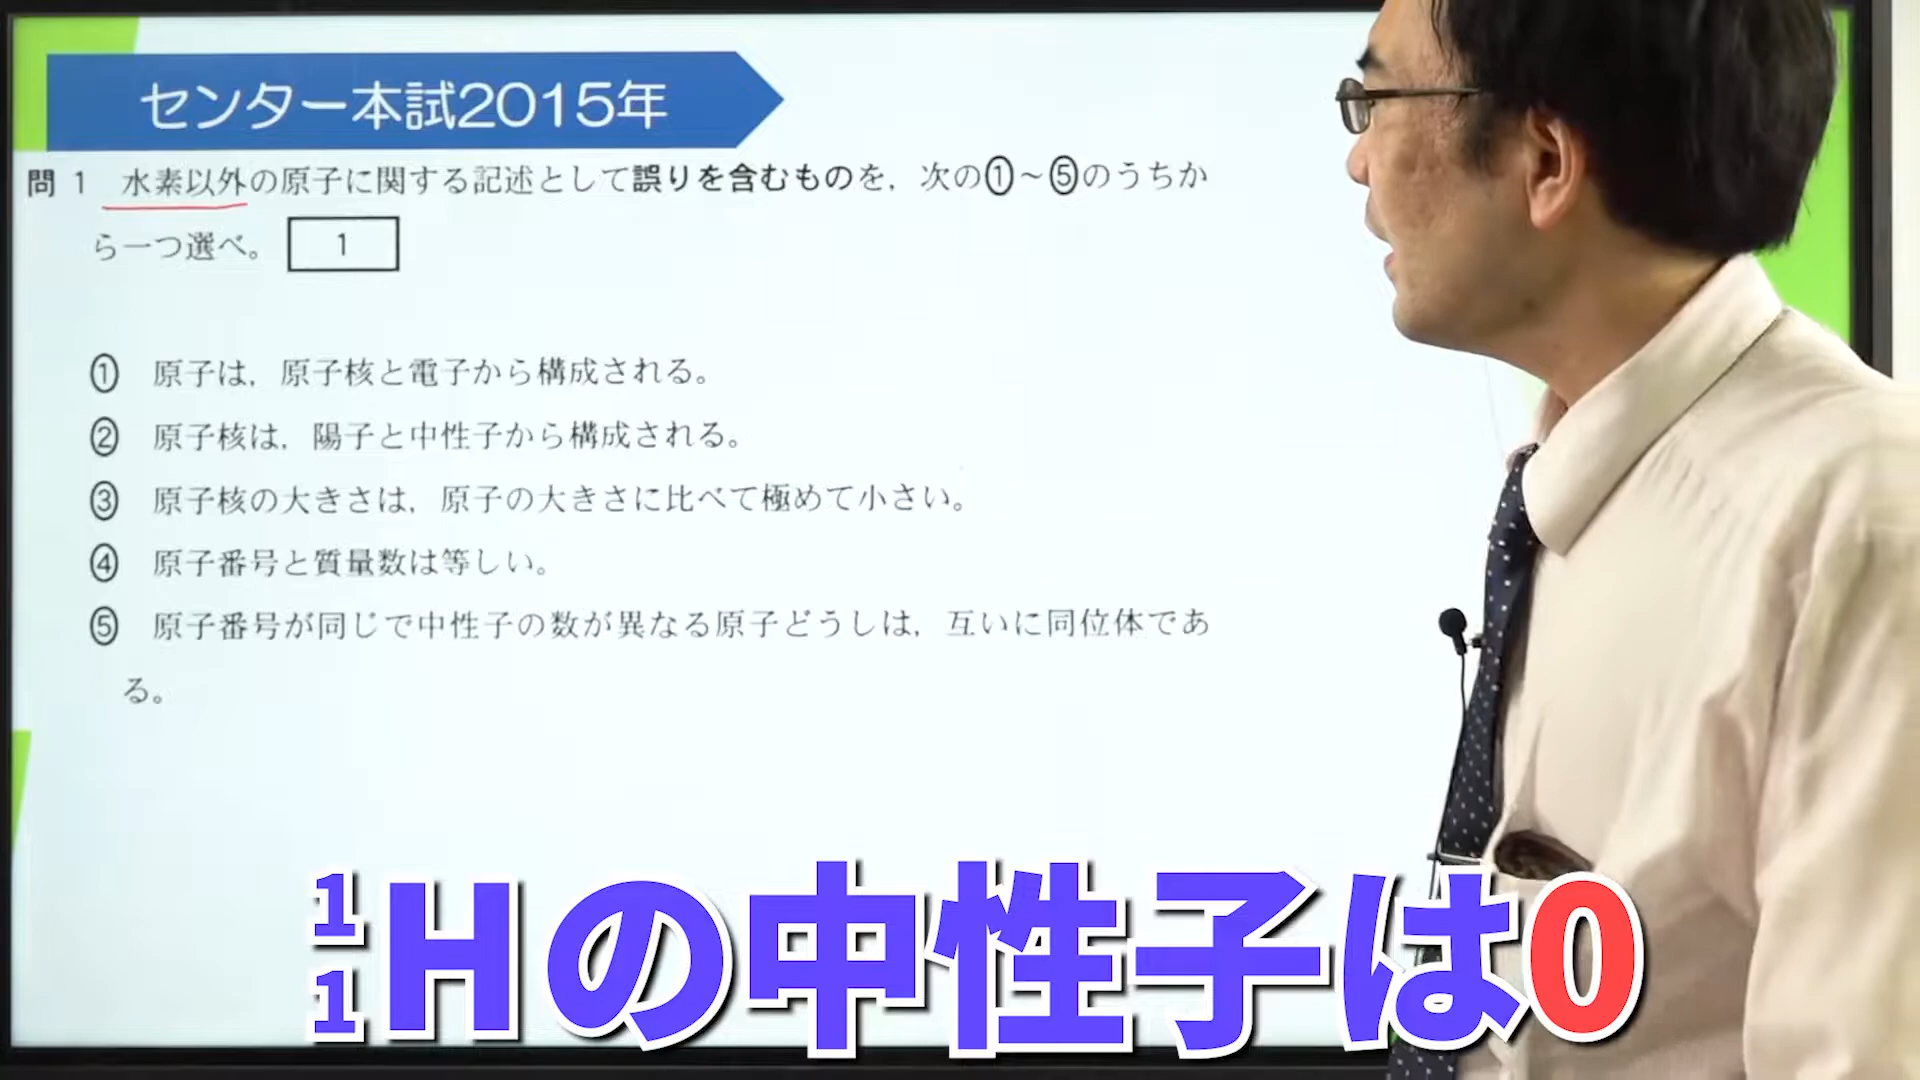 センター本試2015年
問 1 水素以外の原子に関する記述として誤りを含むものを，次の①～⑤のうちか
ら一つ選べ。 1
① 原子は，原子核と電子から構成される。
② 原子核は，陽子と中性子から構成される。
③ 原子核の大きさは，原子の大きさに比べて極めて小さい。
④ 原子番号と質量数は等しい。
⑤ 原子番号が同じで中性子の数が異なる原子どうしは，互いに同位体であ
る。
¹₁Hの中性子は0